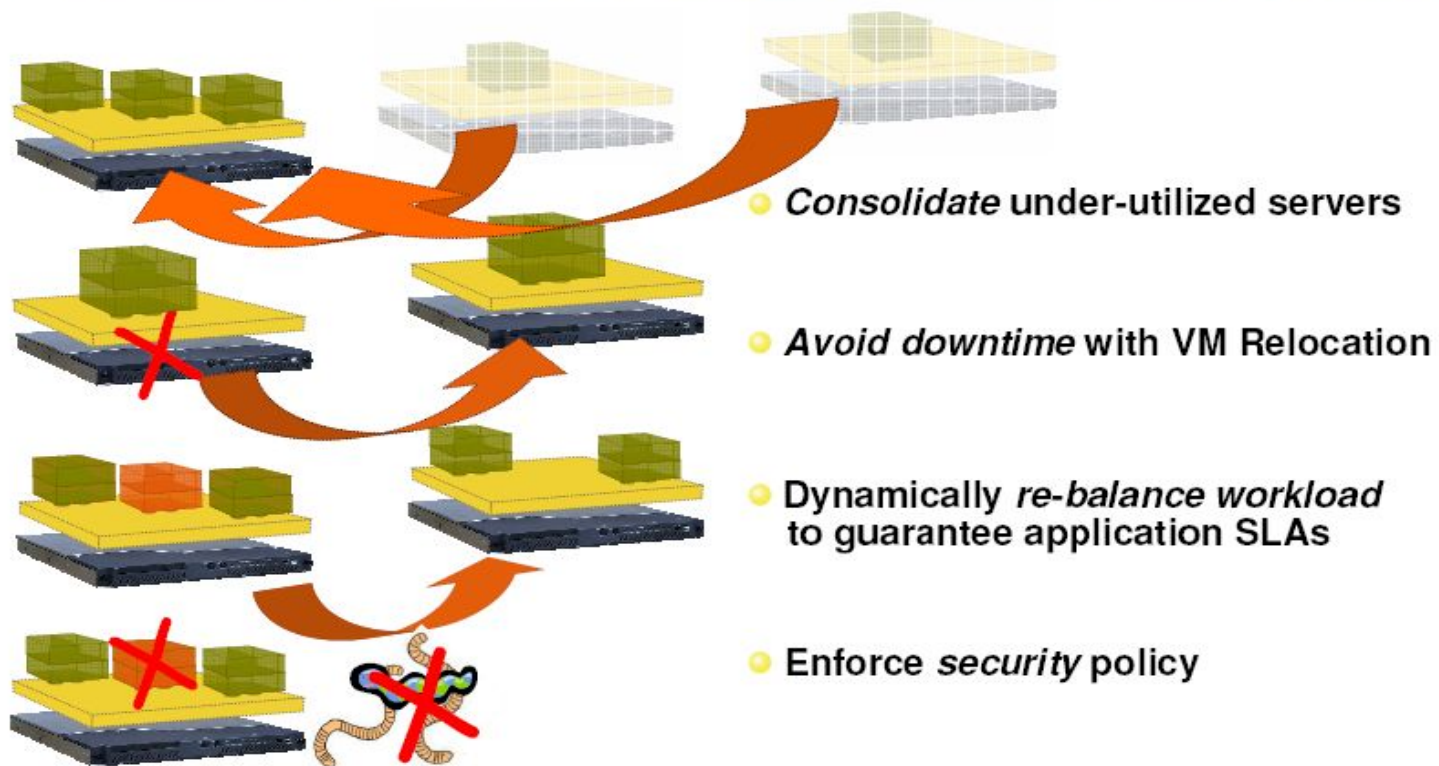 Consolidate under-utilized servers
Avoid downtime with VM Relocation
Dynamically re-balance workload
to guarantee application SLAs
Enforce security policy